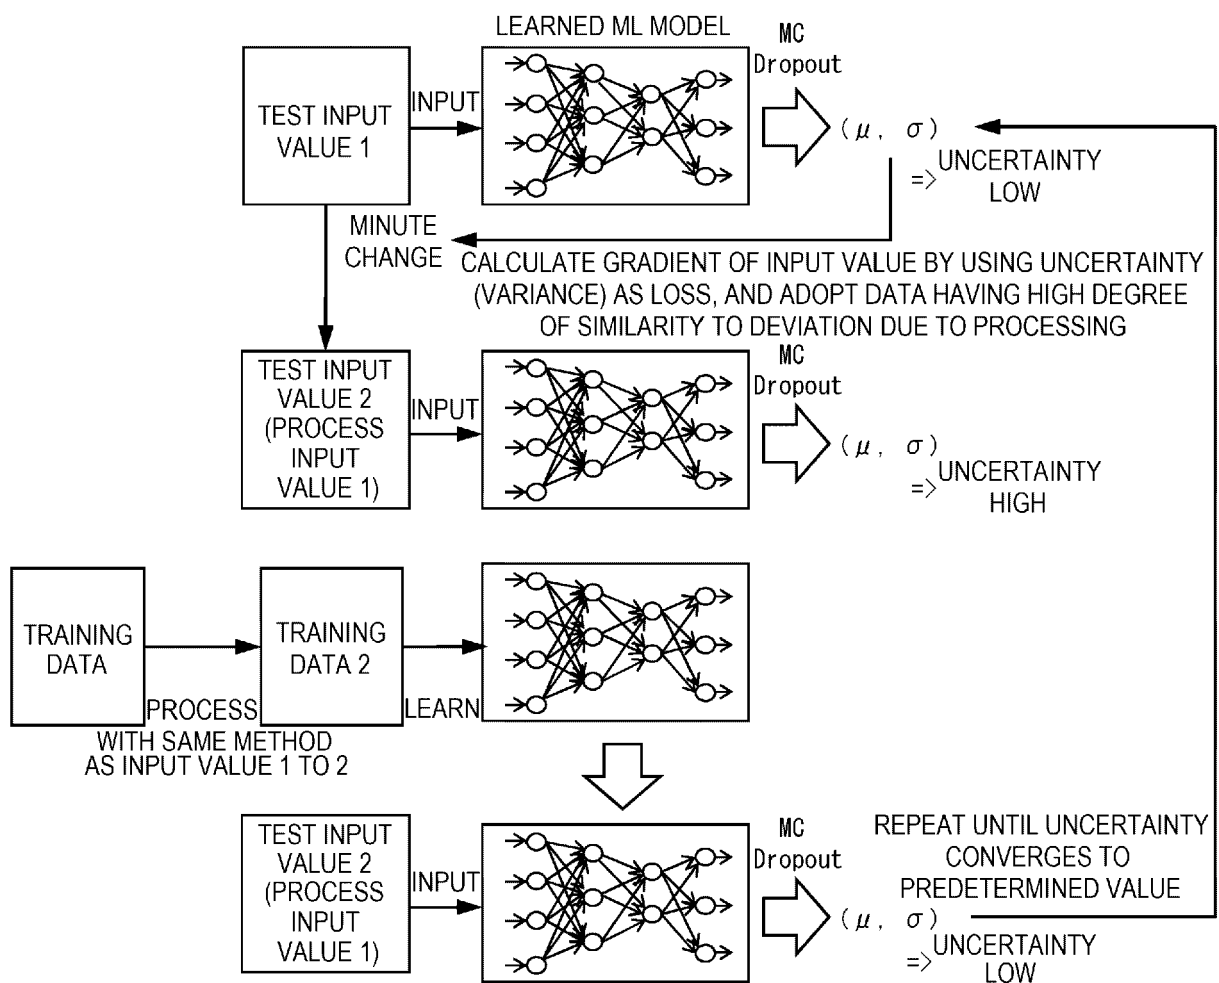 LEARNED ML MODEL
MC
Dropout
TEST INPUT
VALUE 1
INPUT
(μ, σ)
=> UNCERTAINTY
LOW
MINUTE
CHANGE
CALCULATE GRADIENT OF INPUT VALUE BY USING UNCERTAINTY
(VARIANCE) AS LOSS, AND ADOPT DATA HAVING HIGH DEGREE
OF SIMILARITY TO DEVIATION DUE TO PROCESSING
TEST INPUT
VALUE 2
(PROCESS
INPUT
VALUE 1)
INPUT
MC
Dropout
(μ, σ)
=> UNCERTAINTY
HIGH
TRAINING
DATA
PROCESS
WITH SAME METHOD
AS INPUT VALUE 1 TO 2
TRAINING
DATA 2
LEARN
TEST INPUT
VALUE 2
(PROCESS
INPUT
VALUE 1)
INPUT
MC
Dropout
REPEAT UNTIL UNCERTAINTY
CONVERGES TO
PREDETERMINED VALUE
(μ, σ)
=> UNCERTAINTY
LOW